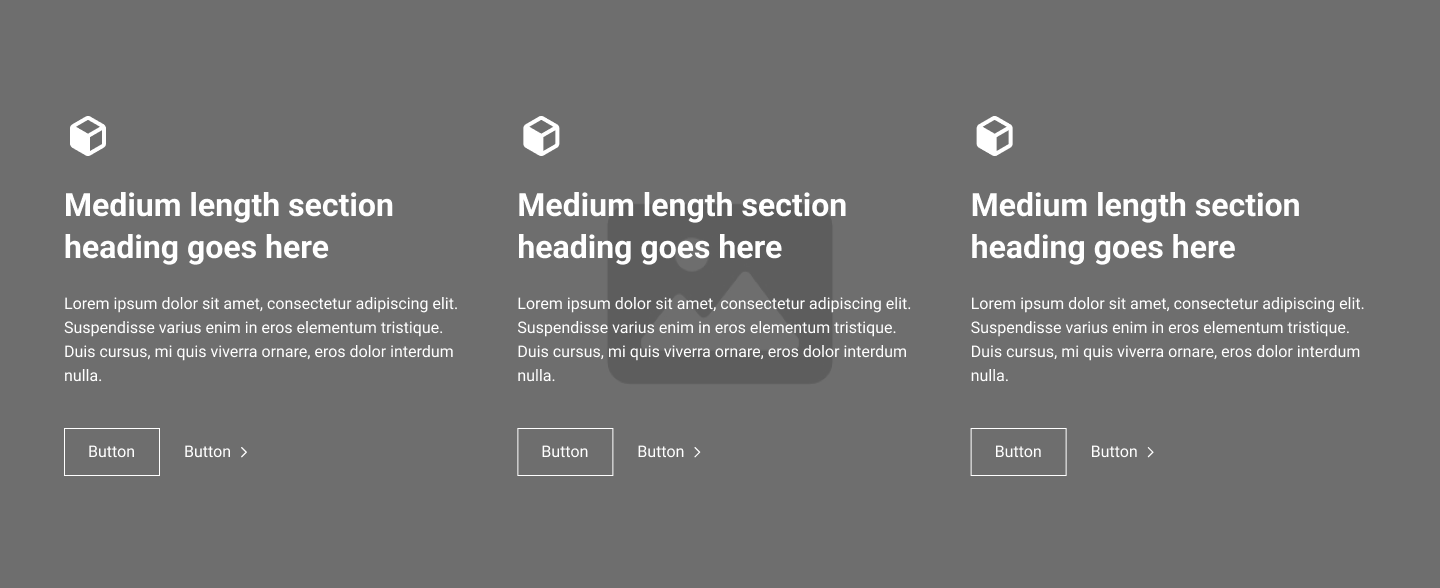 Medium length section
heading goes here
Lorem ipsum dolor sit amet, consectetur adipiscing elit.
Suspendisse varius enim in eros elementum tristique.
Duis cursus, mi quis viverra ornare, eros dolor interdum
nulla.
Button
Button
Medium length section
heading goes here
Lorem ipsum dolor sit amet, consectetur adipiscing elit.
Suspendisse varius enim in eros elementum tristique.
Duis cursus, mi quis viverra ornare, eros dolor interdum
nulla.
Button
Button
Medium length section
heading goes here
Lorem ipsum dolor sit amet, consectetur adipiscing elit.
Suspendisse varius enim in eros elementum tristique.
Duis cursus, mi quis viverra ornare, eros dolor interdum
nulla.
Button
Button